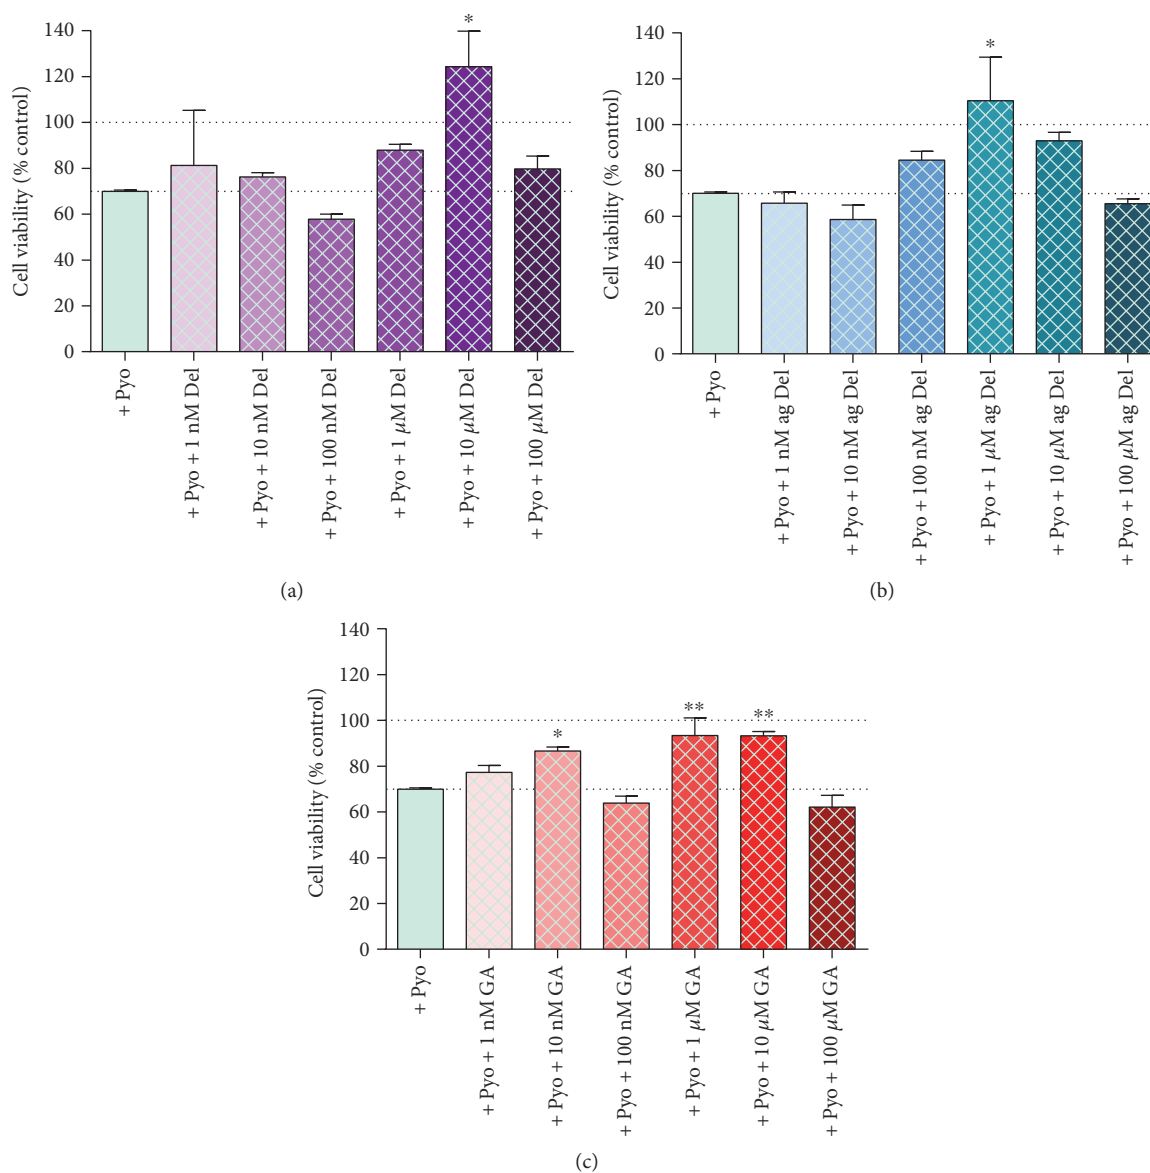 Cell viability (% control)
140
120
100
80
60
40
20
0
*
+ Pyo
+ Pyo + 1 nM Del
+ Pyo + 10 nM Del
+ Pyo + 100 nM Del
+ Pyo + 1 μM Del
+ Pyo + 10 μM Del
+ Pyo + 100 μM Del
(a)
Cell viability (% control)
140
120
100
80
60
40
20
0
*
+ Pyo
+ Pyo + 1 nM ag Del
+ Pyo + 10 nM ag Del
+ Pyo + 100 nM ag Del
+ Pyo + 1 μM ag Del
+ Pyo + 10 μM ag Del
+ Pyo + 100 μM ag Del
(b)
Cell viability (% control)
140
120
100
80
60
40
20
0
*
**
**
+ Pyo
+ Pyo + 1 nM GA
+ Pyo + 10 nM GA
+ Pyo + 100 nM GA
+ Pyo + 1 μM GA
+ Pyo + 10 μM GA
+ Pyo + 100 μM GA
(c)